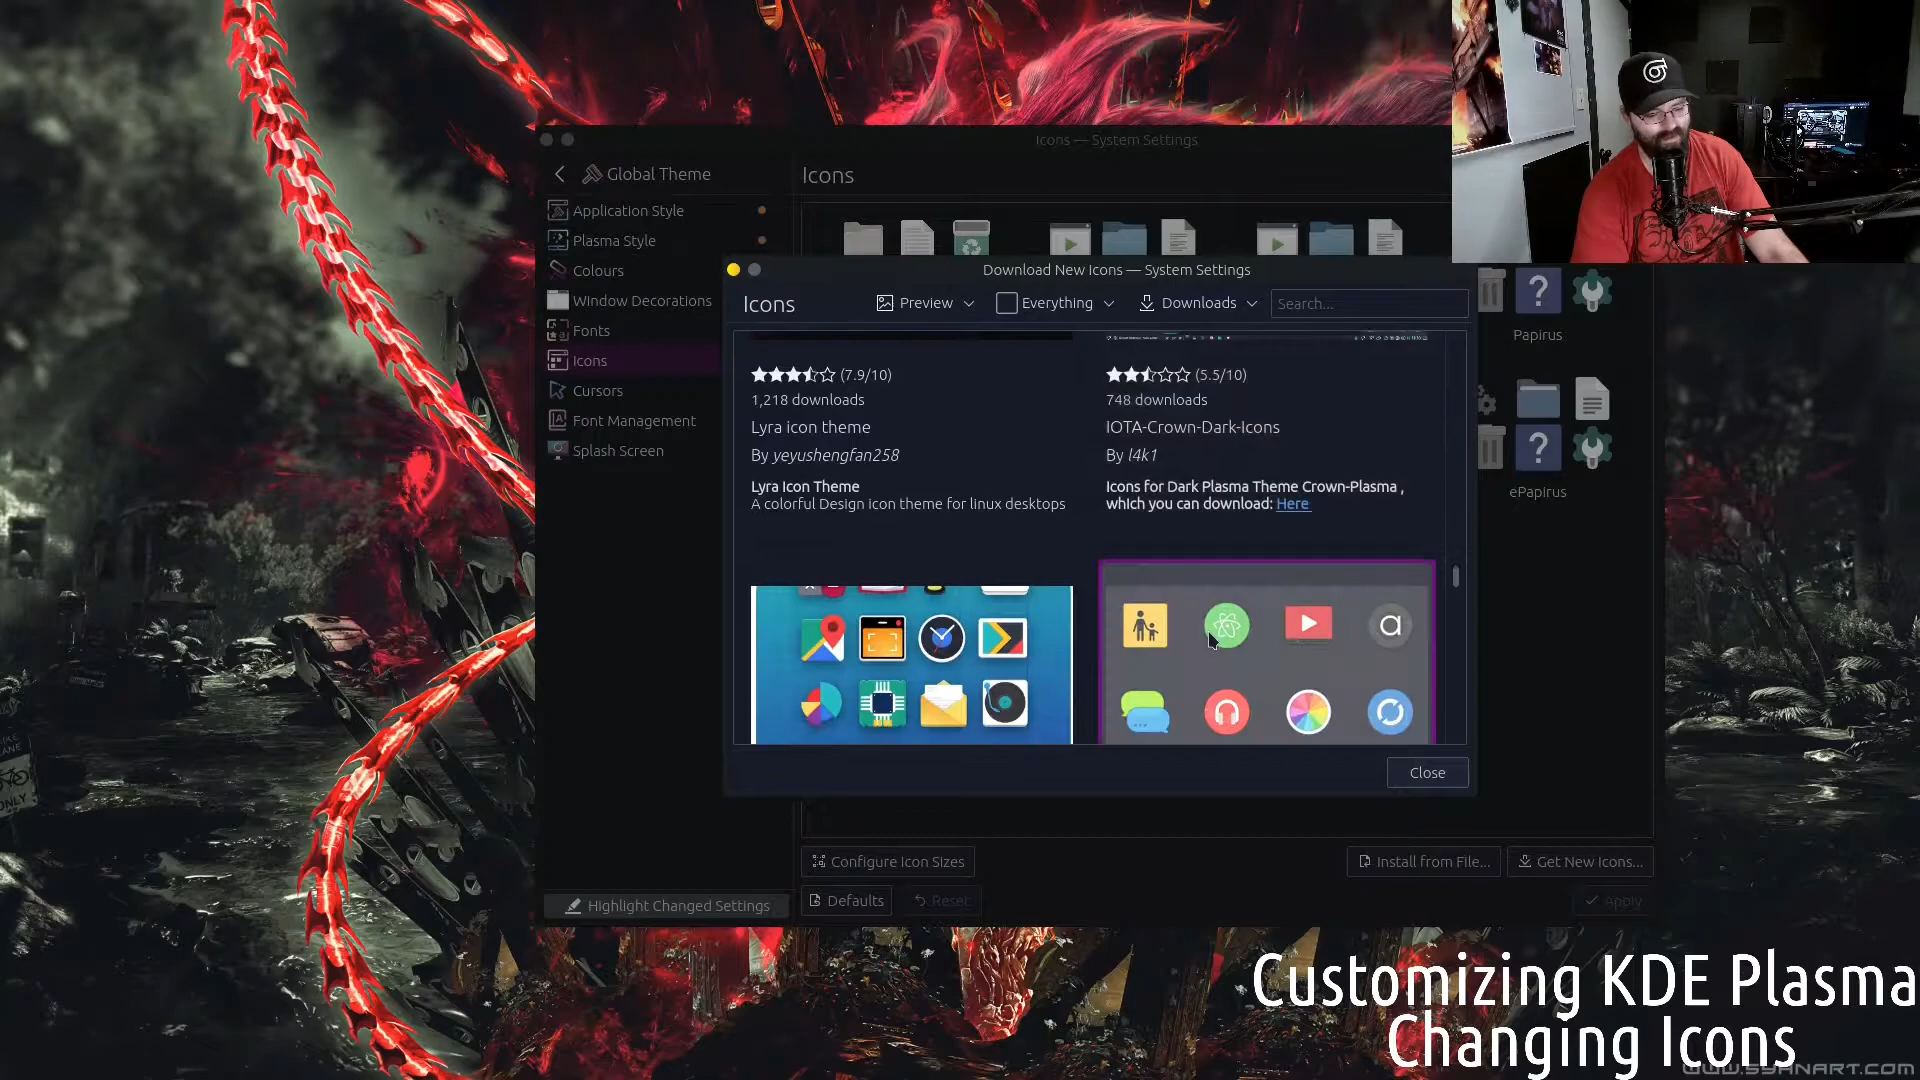 Icons — System Settings
Global Theme
Icons
Application Style
Plasma Style
Colours
Window Decorations
Fonts
Icons
Cursors
Font Management
Splash Screen
Download New Icons — System Settings
Icons
Preview
Everything
Downloads
Search...
(7.9/10)
1,218 downloads
Lyra icon theme
By yeyushengfan258
Lyra Icon Theme
A colorful Design icon theme for linux desktops
(5.5/10)
748 downloads
IOTA-Crown-Dark-Icons
By l4k1
Icons for Dark Plasma Theme Crown-Plasma ,
which you can download: Here
a
Close
Papirus
ePapirus
Configure Icon Sizes
Install from File...
Get New Icons...
Highlight Changed Settings
Defaults
Reset
Apply
Customizing KDE Plasma
Changing Icons
www.syanart.com
ONLY